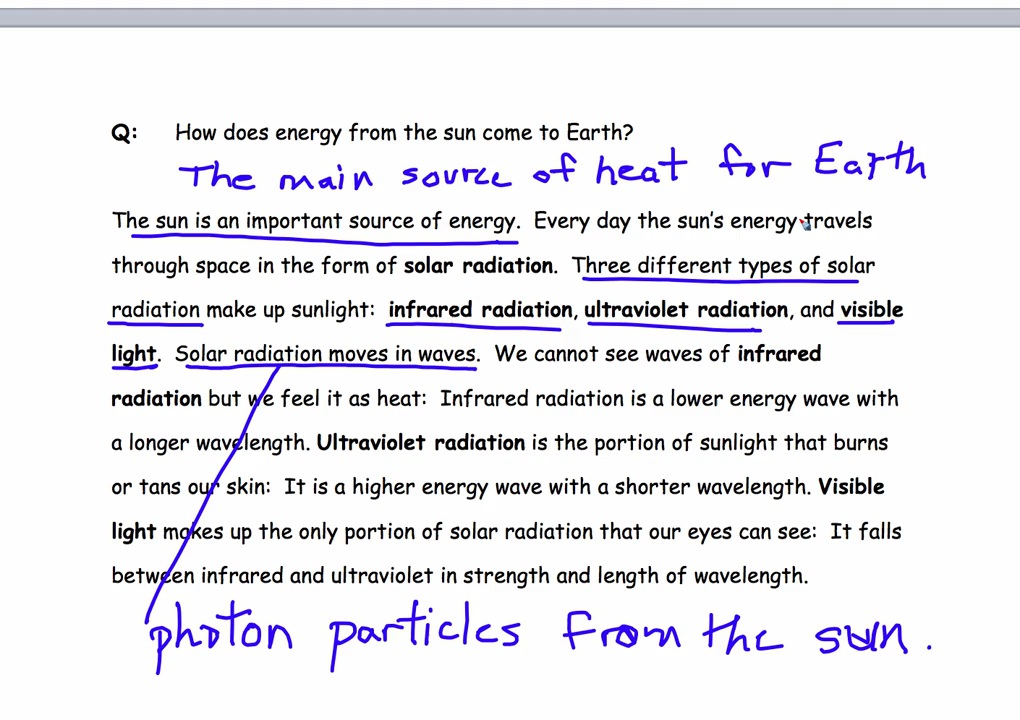 Q: How does energy from the sun come to Earth?
The main source of heat for Earth
The sun is an important source of energy. Every day the sun's energy travels
through space in the form of solar radiation. Three different types of solar
radiation make up sunlight: infrared radiation, ultraviolet radiation, and visible
light. Solar radiation moves in waves. We cannot see waves of infrared
radiation but we feel it as heat: Infrared radiation is a lower energy wave with
a longer wavelength. Ultraviolet radiation is the portion of sunlight that burns
or tans our skin: It is a higher energy wave with a shorter wavelength. Visible
light makes up the only portion of solar radiation that our eyes can see: It falls
between infrared and ultraviolet in strength and length of wavelength.
photon particles from the sun.